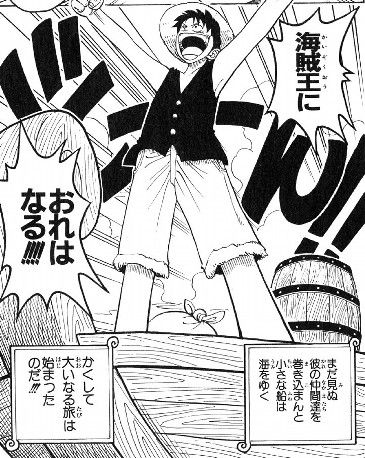 海賊王に
おれは
なる!!!!
まだ見ぬ
彼の仲間達を
巻き込まんと
小さな船は
海をゆく
かくして
大いなる旅は
始まった
のだ!!!